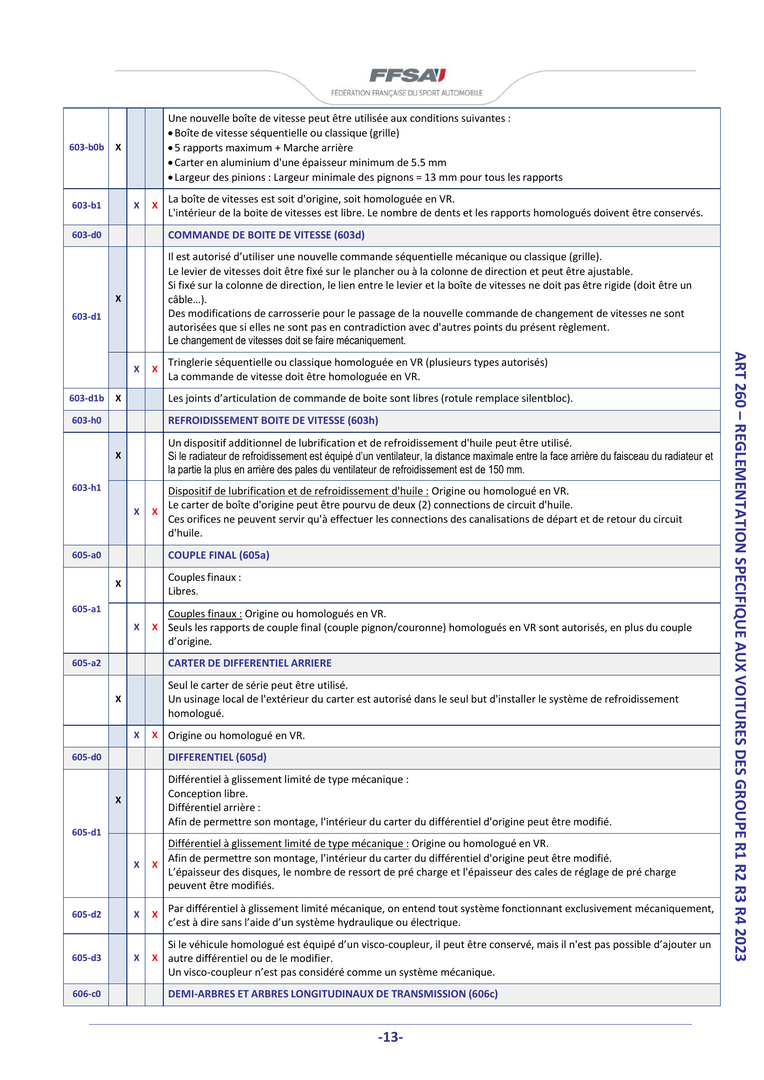 FFSA
FÉDÉRATION FRANÇAISE DU SPORT AUTOMOBILE
603-b0b X
Une nouvelle boîte de vitesse peut être utilisée aux conditions suivantes :
• Boîte de vitesse séquentielle ou classique (grille)
• 5 rapports maximum + Marche arrière
• Carter en aluminium d'une épaisseur minimum de 5.5 mm
• Largeur des pinions : Largeur minimale des pignons = 13 mm pour tous les rapports
603-b1 X X
La boîte de vitesses est soit d'origine, soit homologuée en VR.
L'intérieur de la boite de vitesses est libre. Le nombre de dents et les rapports homologués doivent être conservés.
603-d0 COMMANDE DE BOITE DE VITESSE (603d)
603-d1 X
Il est autorisé d’utiliser une nouvelle commande séquentielle mécanique ou classique (grille).
Le levier de vitesses doit être fixé sur le plancher ou à la colonne de direction et peut être ajustable.
Si fixé sur la colonne de direction, le lien entre le levier et la boîte de vitesses ne doit pas être rigide (doit être un
câble…).
Des modifications de carrosserie pour le passage de la nouvelle commande de changement de vitesses ne sont
autorisées que si elles ne sont pas en contradiction avec d'autres points du présent règlement.
Le changement de vitesses doit se faire mécaniquement.
X X
Tringlerie séquentielle ou classique homologuée en VR (plusieurs types autorisés)
La commande de vitesse doit être homologuée en VR.
603-d1b X Les joints d’articulation de commande de boite sont libres (rotule remplace silentbloc).
603-h0 REFROIDISSEMENT BOITE DE VITESSE (603h)
603-h1 X
Un dispositif additionnel de lubrification et de refroidissement d'huile peut être utilisé.
Si le radiateur de refroidissement est équipé d’un ventilateur, la distance maximale entre la face arrière du faisceau du radiateur et
la partie la plus en arrière des pales du ventilateur de refroidissement est de 150 mm.
X X
Dispositif de lubrification et de refroidissement d'huile : Origine ou homologué en VR.
Le carter de boîte d'origine peut être pourvu de deux (2) connections de circuit d'huile.
Ces orifices ne peuvent servir qu'à effectuer les connections des canalisations de départ et de retour du circuit
d'huile.
605-a0 COUPLE FINAL (605a)
605-a1 X
Couples finaux :
Libres.
X X
Couples finaux : Origine ou homologués en VR.
Seuls les rapports de couple final (couple pignon/couronne) homologués en VR sont autorisés, en plus du couple
d’origine.
605-a2 CARTER DE DIFFERENTIEL ARRIERE
X
Seul le carter de série peut être utilisé.
Un usinage local de l'extérieur du carter est autorisé dans le seul but d'installer le système de refroidissement
homologué.
X X Origine ou homologué en VR.
605-d0 DIFFERENTIEL (605d)
605-d1 X
Différentiel à glissement limité de type mécanique :
Conception libre.
Différentiel arrière :
Afin de permettre son montage, l'intérieur du carter du différentiel d'origine peut être modifié.
X X
Différentiel à glissement limité de type mécanique : Origine ou homologué en VR.
Afin de permettre son montage, l'intérieur du carter du différentiel d'origine peut être modifié.
L’épaisseur des disques, le nombre de ressort de pré charge et l'épaisseur des cales de réglage de pré charge
peuvent être modifiés.
605-d2 X X
Par différentiel à glissement limité mécanique, on entend tout système fonctionnant exclusivement mécaniquement,
c’est à dire sans l’aide d’un système hydraulique ou électrique.
605-d3 X X
Si le véhicule homologué est équipé d’un visco-coupleur, il peut être conservé, mais il n'est pas possible d’ajouter un
autre différentiel ou de le modifier.
Un visco-coupleur n’est pas considéré comme un système mécanique.
606-c0 DEMI-ARBRES ET ARBRES LONGITUDINAUX DE TRANSMISSION (606c)
ART 260 – REGLEMENTATION SPECIFIQUE AUX VOITURES DES GROUPE R1 R2 R3 R4 2023
-13-